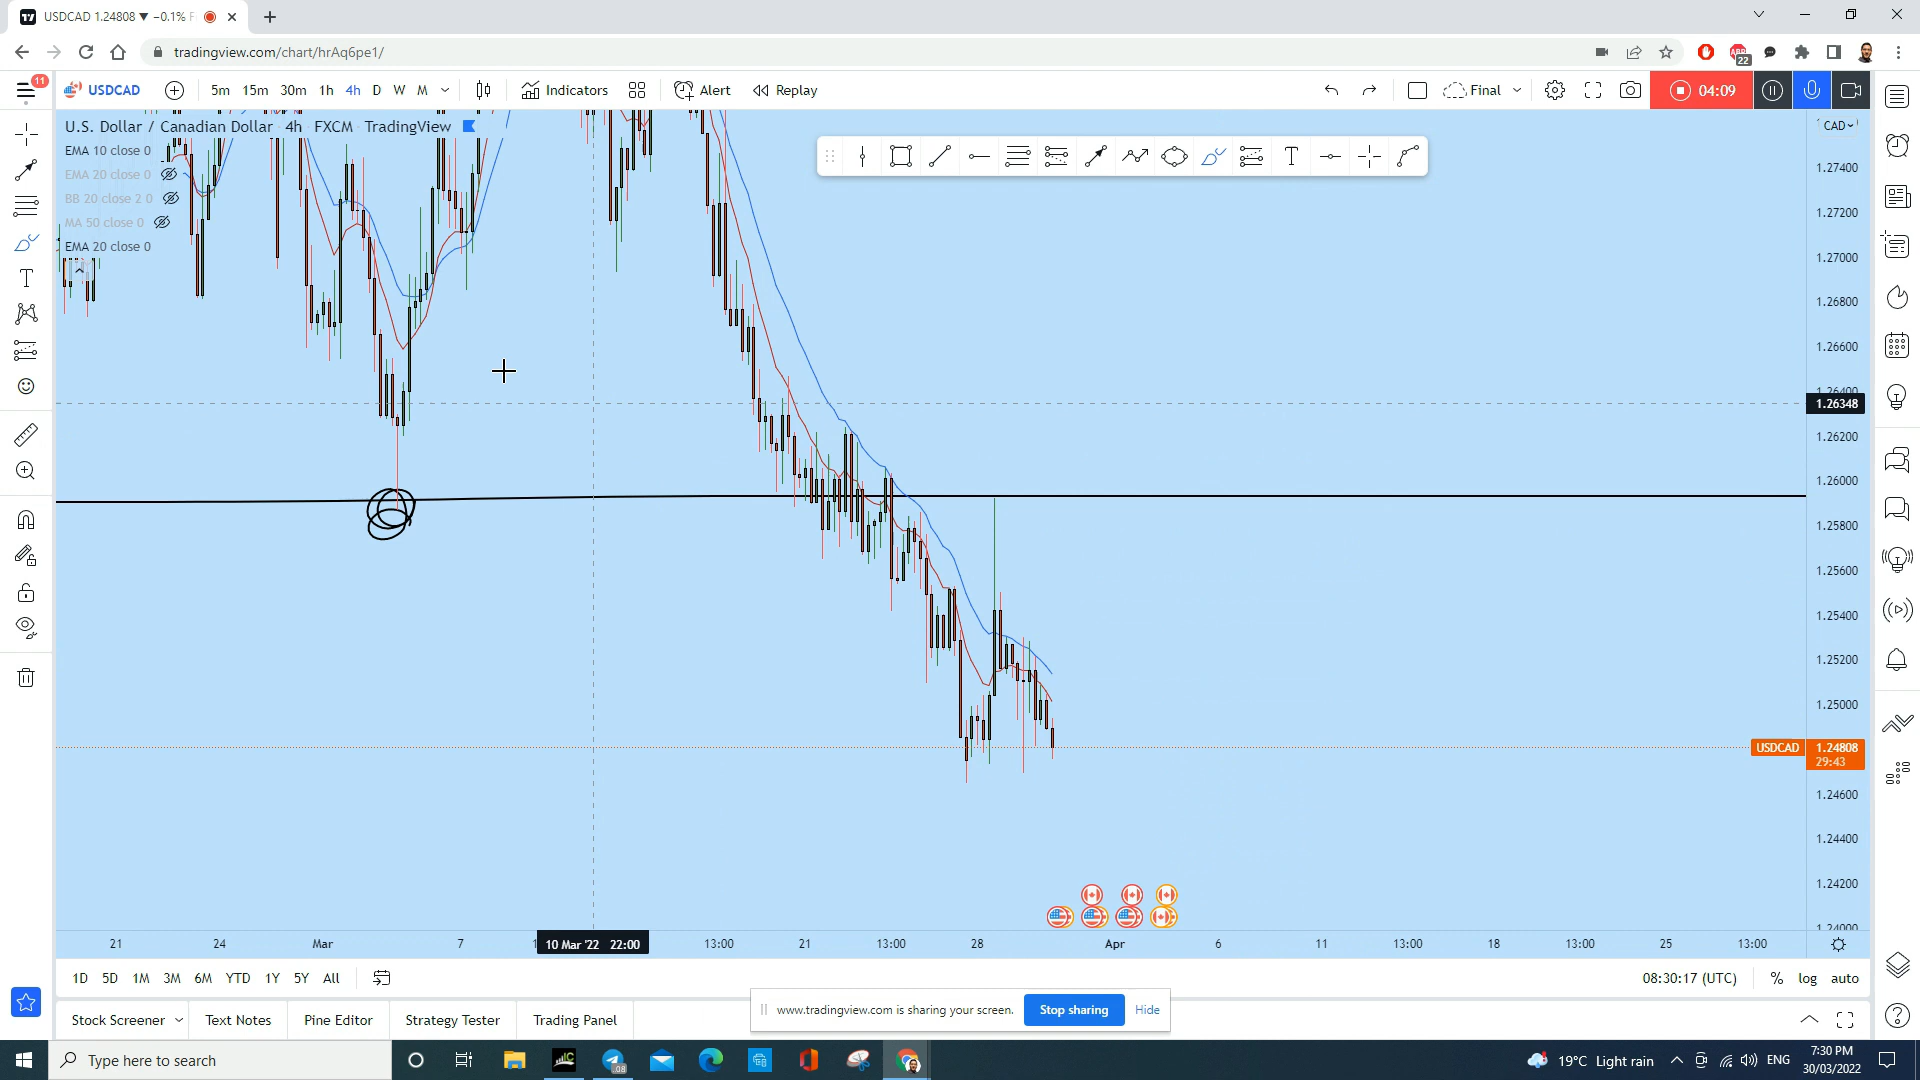 USDCAD 1.24808 ▼ −0.1% F
tradingview.com/chart/hrAq6pe1/
22
11
USDCAD
5m 15m 30m 1h 4h D W M
Indicators
Alert
Replay
Final
04:09
U.S. Dollar / Canadian Dollar 4h FXCM TradingView
EMA 10 close 0
EMA 20 close 0
BB 20 close 2 0
MA 50 close 0
EMA 20 close 0
CAD
1.27400
1.27200
1.27000
1.26800
1.26600
1.26400
1.26348
1.26200
1.26000
1.25800
1.25600
1.25400
1.25200
1.25000
USDCAD 1.24808
29:43
1.24600
1.24400
1.24200
1.24000
21 24 Mar 7 10 Mar '22 22:00 13:00 21 13:00 28 Apr 6 11 13:00 18 13:00 25 13:00
1D 5D 1M 3M 6M YTD 1Y 5Y All
08:30:17 (UTC) % log auto
Stock Screener Text Notes Pine Editor Strategy Tester Trading Panel
www.tradingview.com is sharing your screen. Stop sharing Hide
Type here to search
19°C Light rain
ENG
7:30 PM
30/03/2022